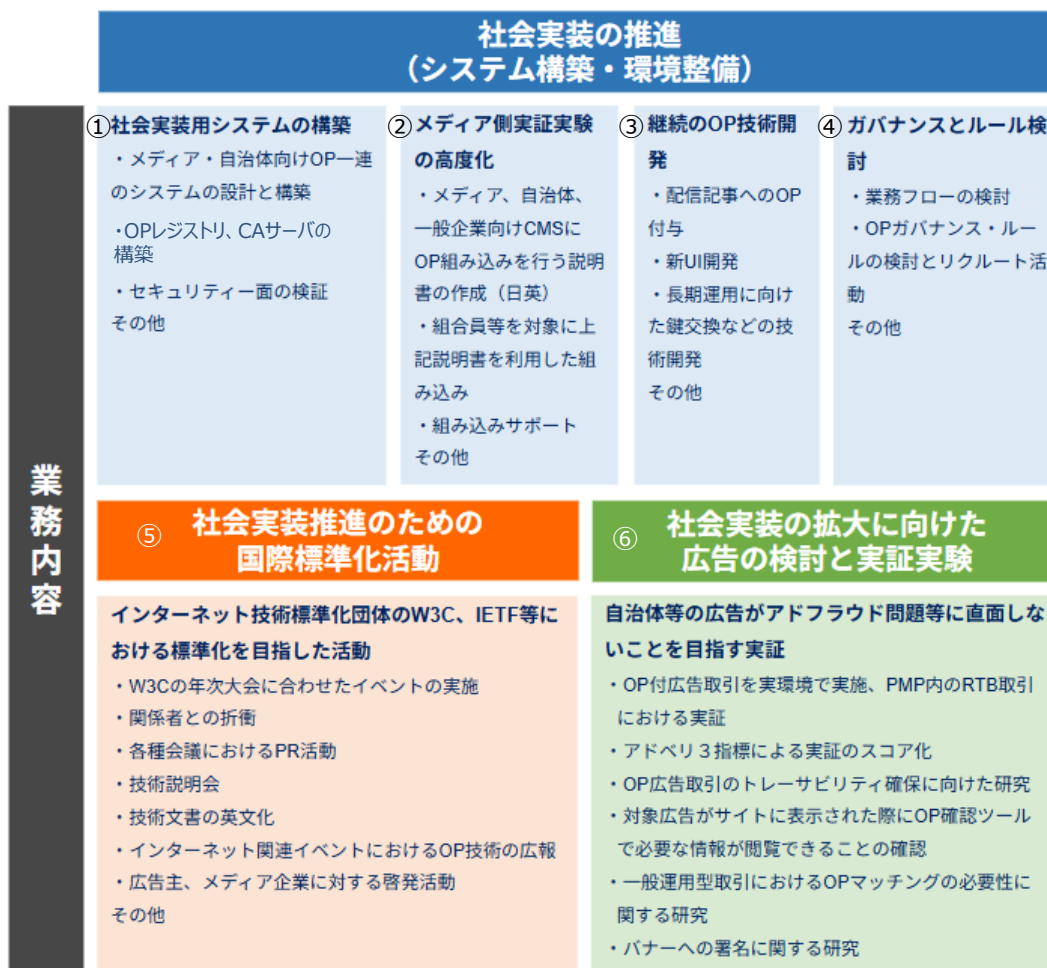 社会実装の推進
（システム構築・環境整備）
業務内容
①社会実装用システムの構築
・メディア・自治体向けOP一連
のシステムの設計と構築
・OPレジストリ、CAサーバの
構築
・セキュリティー面の検証
その他
②メディア側実証実験
の高度化
・メディア、自治体、
一般企業向けCMSに
OP組み込みを行う説明
書の作成（日英）
・組合員等を対象に上
記説明書を利用した組
み込み
・組み込みサポート
その他
③継続のOP技術開
発
・配信記事へのOP
付与
・新UI開発
・長期運用に向け
た鍵交換などの技
術開発
その他
④ガバナンスとルール検
討
・業務フローの検討
・OPガバナンス・ルー
ルの検討とリクルート活
動
その他
⑤社会実装推進のための
国際標準化活動
インターネット技術標準化団体のW3C、IETF等に
おける標準化を目指した活動
・W3Cの年次大会に合わせたイベントの実施
・関係者との折衝
・各種会議におけるPR活動
・技術説明会
・技術文書の英文化
・インターネット関連イベントにおけるOP技術の広報
・広告主、メディア企業に対する啓発活動
その他
⑥社会実装の拡大に向けた
広告の検討と実証実験
自治体等の広告がアドフラウド問題等に直面しな
いことを目指す実証
・OP付広告取引を実環境で実施、PMP内のRTB取引
における実証
・アドベリ３指標による実証のスコア化
・OP広告取引のトレーサビリティ確保に向けた研究
・対象広告がサイトに表示された際にOP確認ツール
で必要な情報が閲覧できることの確認
・一般運用型取引におけるOPマッチングの必要性に
関する研究
・バナーへの署名に関する研究